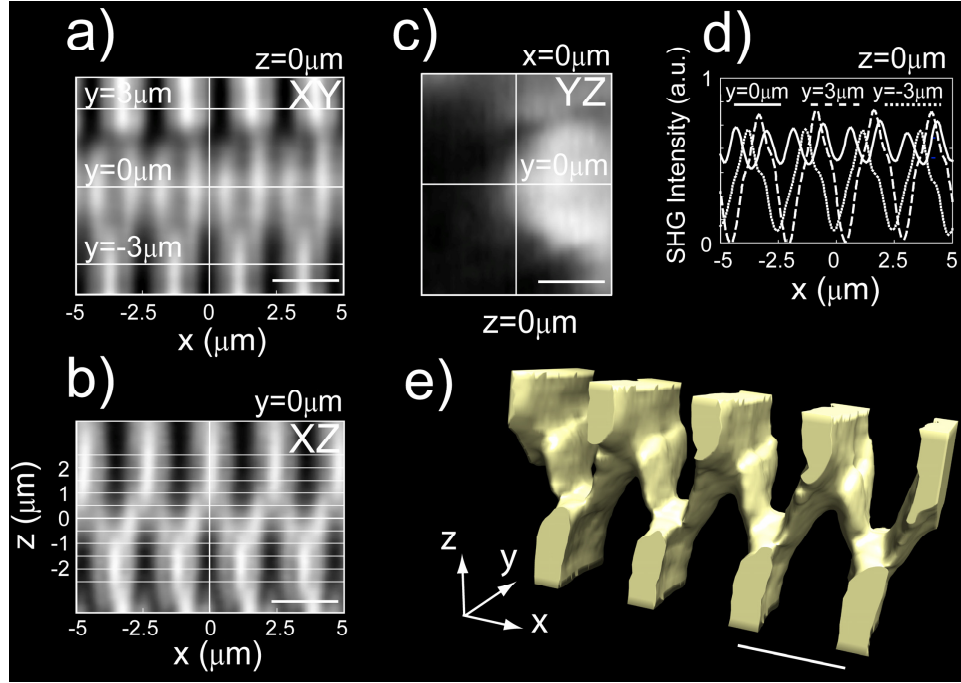 a)
z=0μm
XY
y=3μm
y=0μm
y=-3μm
-5 -2.5 0 2.5 5
x (μm)
b)
y=0μm
XZ
z (μm)
2
1
0
-1
-2
-5 -2.5 0 2.5 5
x (μm)
c)
x=0μm
YZ
y=0μm
z=0μm
d)
z=0μm
SHG Intensity (a.u.)
1
0
y=0μm y=3μm y=-3μm
-5 -2.5 0 2.5 5
x (μm)
e)
z
y
x